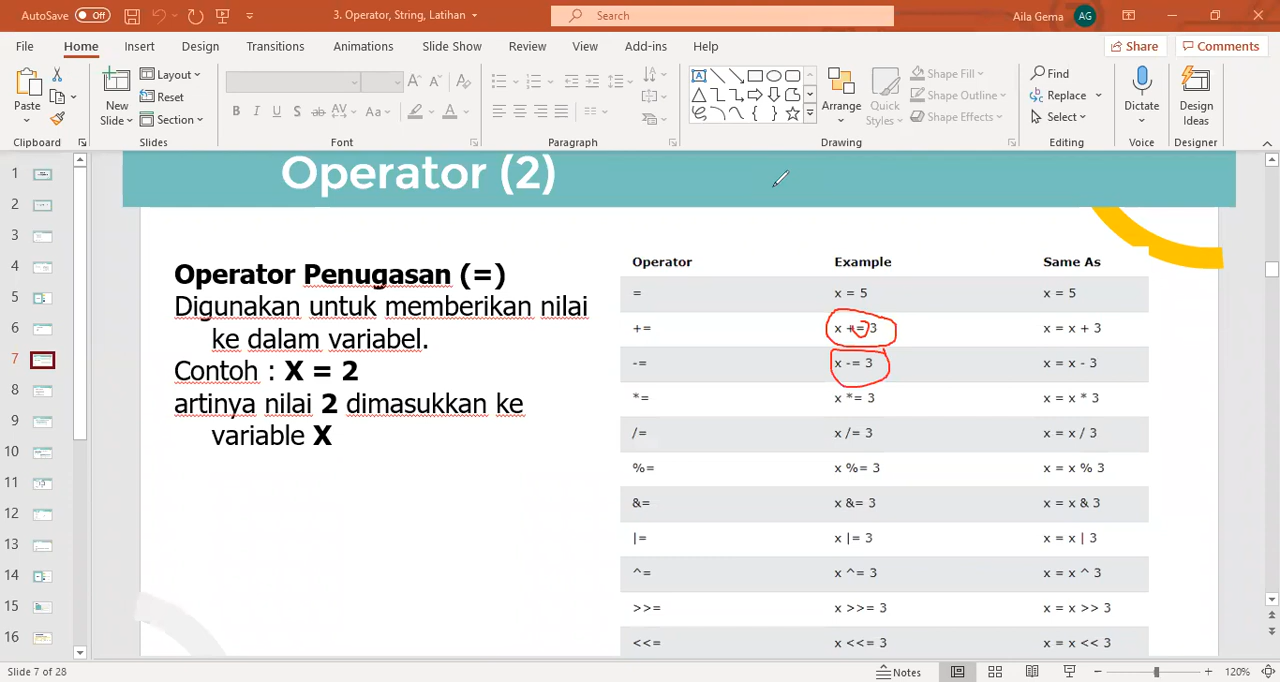 AutoSave Off
3. Operator, String, Latihan
Search
Aila Gema AG
File Home Insert Design Transitions Animations Slide Show Review View Add-ins Help
Share Comments
Paste
New Slide
Layout
Reset
Section
Arrange
Quick Styles
Shape Fill
Shape Outline
Shape Effects
Find
Replace
Select
Dictate
Design Ideas
Clipboard Slides Font Paragraph Drawing Editing Voice Designer
1
2
3
4
5
6
7
8
9
10
11
12
13
14
15
16
Operator (2)
Operator Penugasan (=)
Digunakan untuk memberikan nilai
ke dalam variabel.
Contoh : X = 2
artinya nilai 2 dimasukkan ke
variable X
Operator Example Same As
= x = 5 x = 5
+= x += 3 x = x + 3
-= x -= 3 x = x - 3
*= x *= 3 x = x * 3
/= x /= 3 x = x / 3
%= x %= 3 x = x % 3
&= x &= 3 x = x & 3
|= x |= 3 x = x | 3
^= x ^= 3 x = x ^ 3
>>= x >>= 3 x = x >> 3
<<= x <<= 3 x = x << 3
Slide 7 of 28
Notes
120%